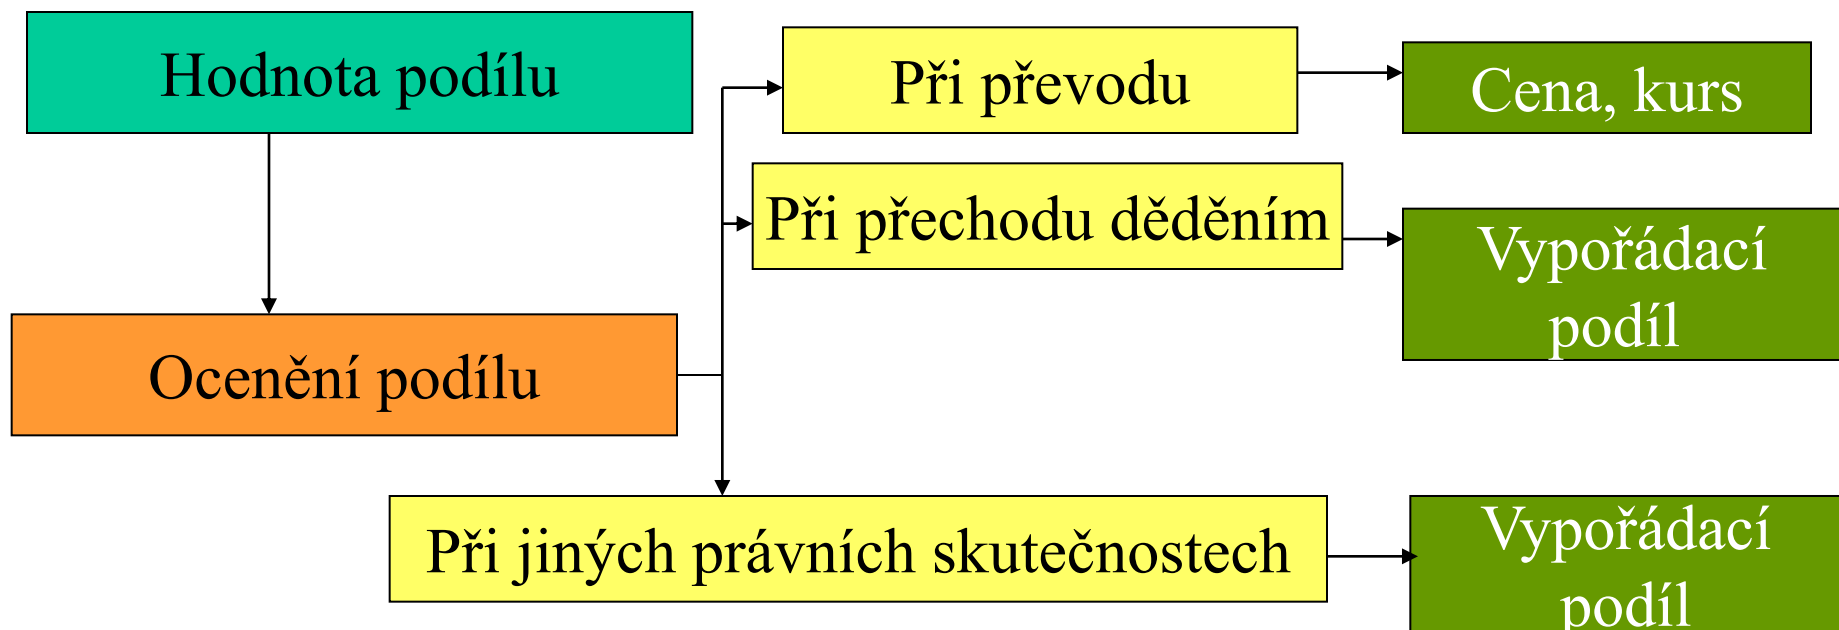 Hodnota podílu
Při převodu
Cena, kurs
Při přechodu děděním
Vypořádací
podíl
Ocenění podílu
Při jiných právních skutečnostech
Vypořádací
podíl